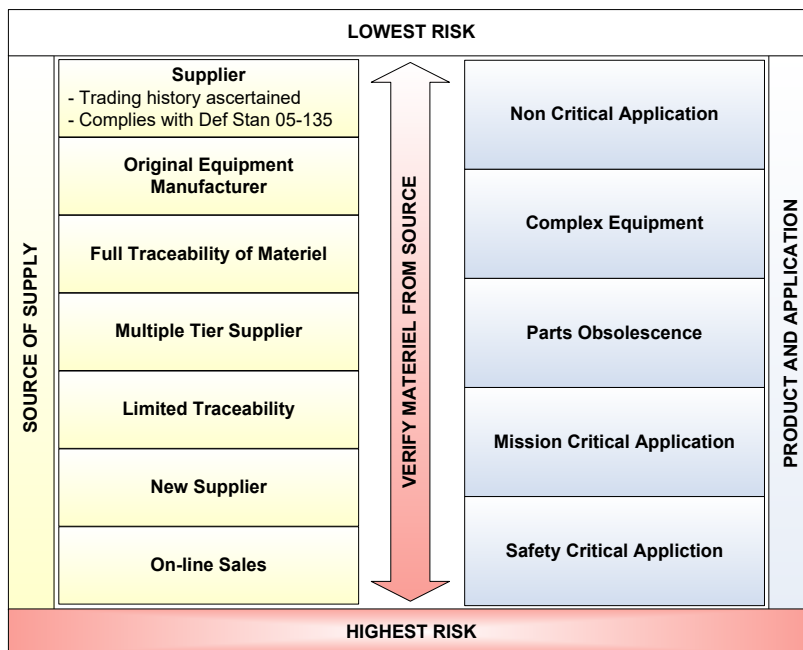 LOWEST RISK
SOURCE OF SUPPLY
Supplier
- Trading history ascertained
- Complies with Def Stan 05-135
Original Equipment
Manufacturer
Full Traceability of Materiel
Multiple Tier Supplier
Limited Traceability
New Supplier
On-line Sales
VERIFY MATERIEL FROM SOURCE
Non Critical Application
Complex Equipment
Parts Obsolescence
Mission Critical Application
Safety Critical Appliction
PRODUCT AND APPLICATION
HIGHEST RISK